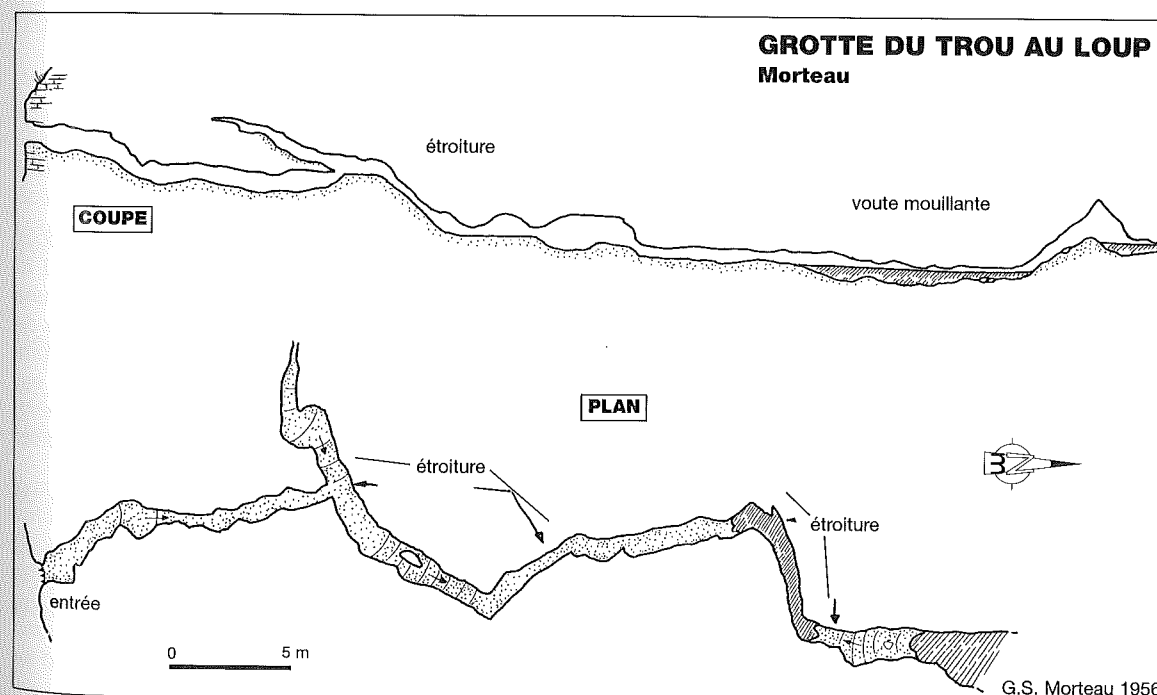 GROTTE DU TROU AU LOUP
Morteau
étroiture
voute mouillante
COUPE
PLAN
étroiture
étroiture
entrée
0 5 m
G.S. Morteau 1956